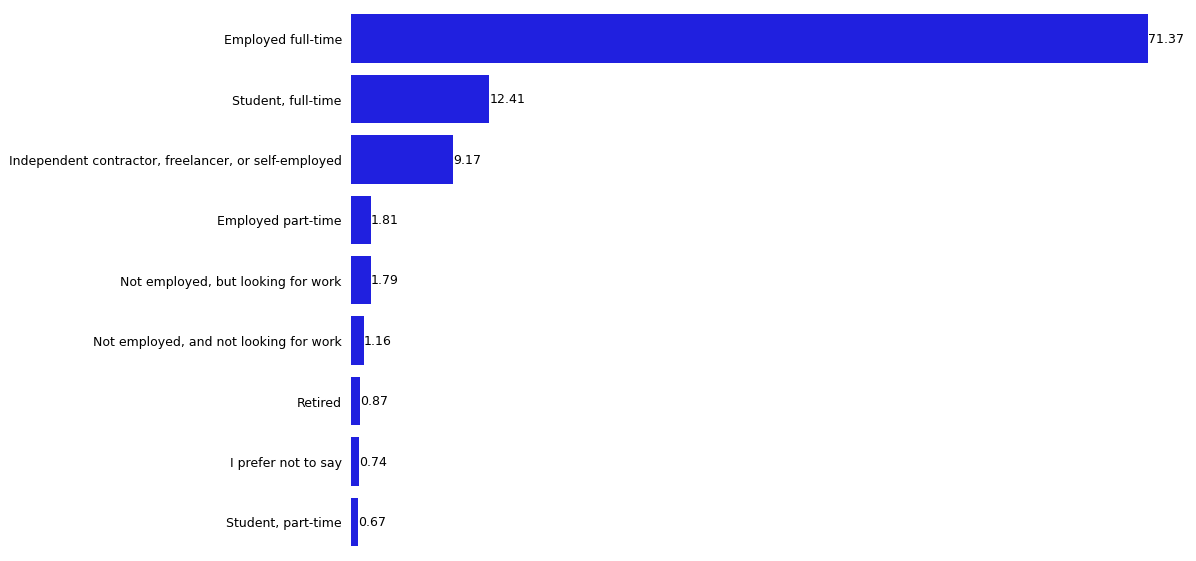 Employed full-time 71.37
Student, full-time 12.41
Independent contractor, freelancer, or self-employed 9.17
Employed part-time 1.81
Not employed, but looking for work 1.79
Not employed, and not looking for work 1.16
Retired 0.87
I prefer not to say 0.74
Student, part-time 0.67